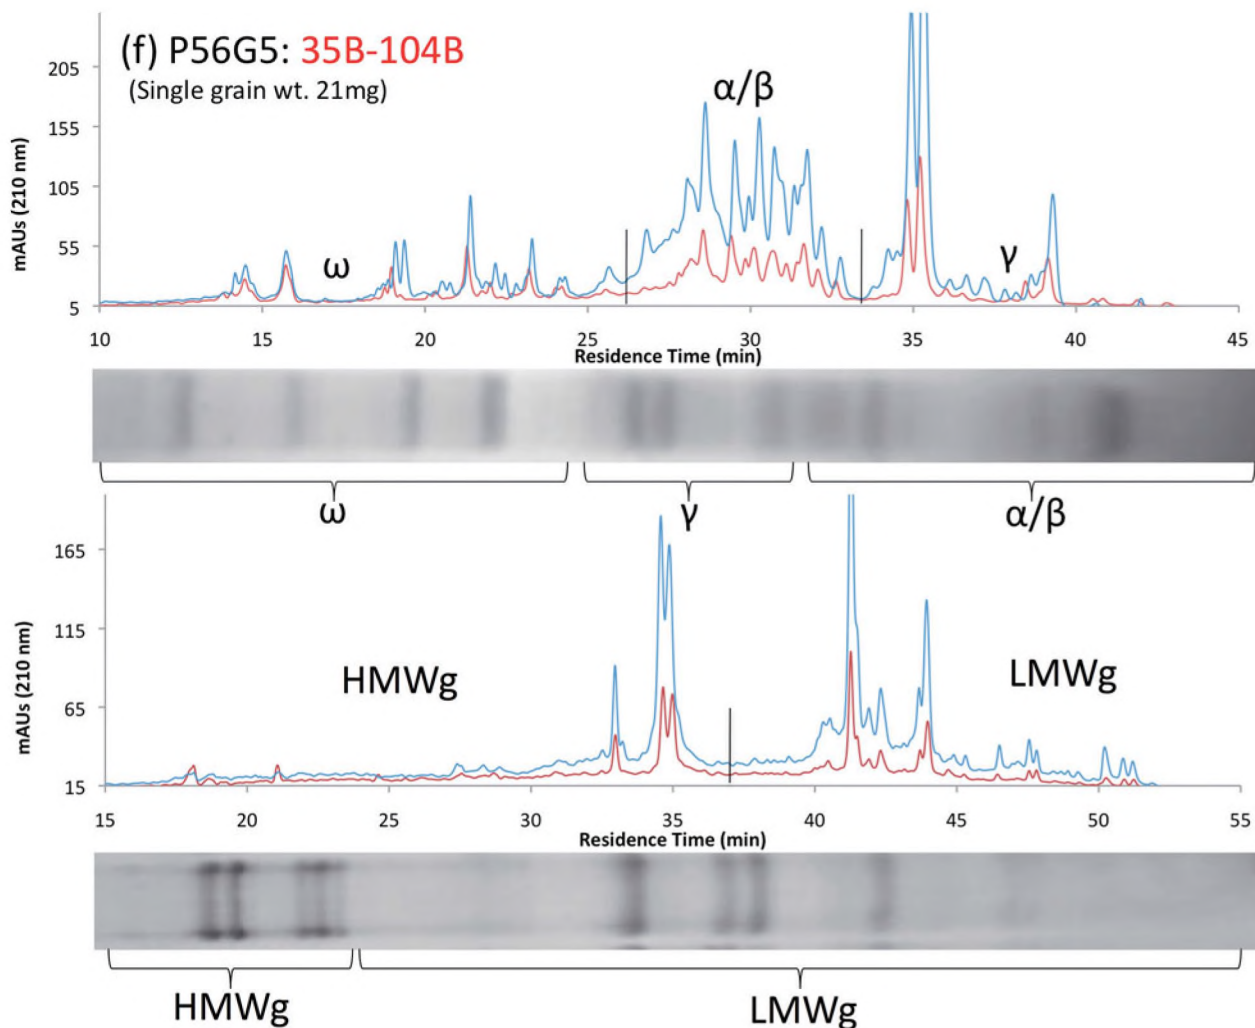 (f) P56G5: 35B-104B
(Single grain wt. 21mg)
mAUs (210 nm)
205
155
105
55
5
ω
α/β
γ
10 15 20 25 30 35 40 45
Residence Time (min)
ω γ α/β
mAUs (210 nm)
165
115
65
15
HMWg
LMWg
15 20 25 30 35 40 45 50 55
Residence Time (min)
HMWg LMWg